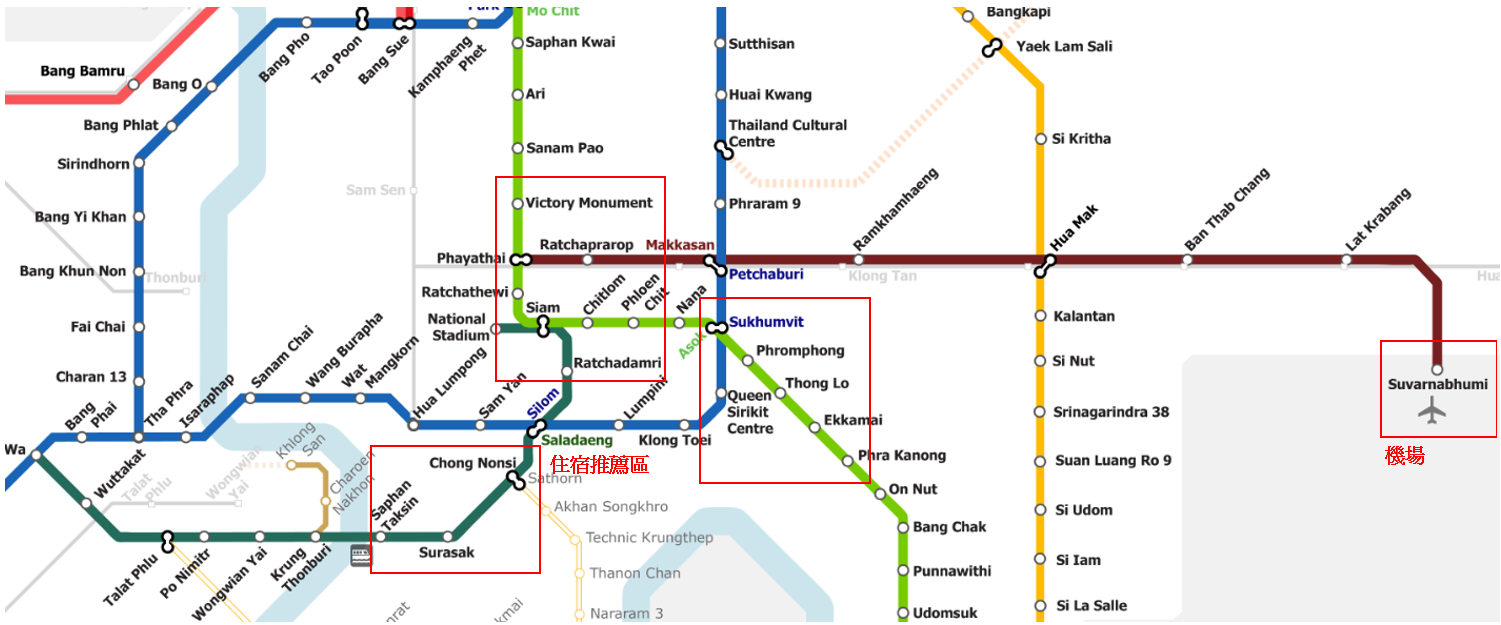 Park
Mo Chit
Bangkapi
Yaek Lam Sali
Bang Pho
Tao Poon
Bang Sue
Kamphaeng
Phet
Saphan Kwai
Sutthisan
Bang Bamru
Bang O
Ari
Huai Kwang
Bang Phlat
Thailand Cultural
Centre
Si Kritha
Sirindhorn
Sanam Pao
Sam Sen
Bang Yi Khan
Victory Monument
Phraram 9
Ramkhamhaeng
Hua Mak
Ban Thab Chang
Lat Krabang
Phayathai
Ratchaprarop
Makkasan
Petchaburi
Klong Tan
Hua
Bang Khun Non
Thonburi
Ratchathewi
Siam
Chitlom
Phloen
Chit
Nana
National
Stadium
Asok
Sukhumvit
Kalantan
Fai Chai
Phromphong
Si Nut
Ratchadamri
Charan 13
Thong Lo
Suvarnabhumi
機場
Bang
Phai
Tha Phra
Isaraphap
Sanam Chai
Wang Burapha
Wat
Mangkorn
Hua Lumpong
Sam Yan
Silom
Saladaeng
Lumpini
Klong Toei
Queen
Sirikit
Centre
Ekkamai
Srinagarindra 38
Wa
Phra Kanong
Suan Luang Ro 9
Chong Nonsi
住宿推薦區
Sathorn
On Nut
Wuttakat
Talat
Phlu
Wongwian
Yai
Khlong
San
Charoen
Nakhon
Saphan
Taksin
Surasak
Akhan Songkhro
Technic Krungthep
Thanon Chan
Nararam 3
Bang Chak
Si Udom
Talat Phlu
Po Nimitr
Wongwian Yai
Krung
Thonburi
Punnawithi
Si Iam
Udomsuk
Si La Salle
nrat
kmai